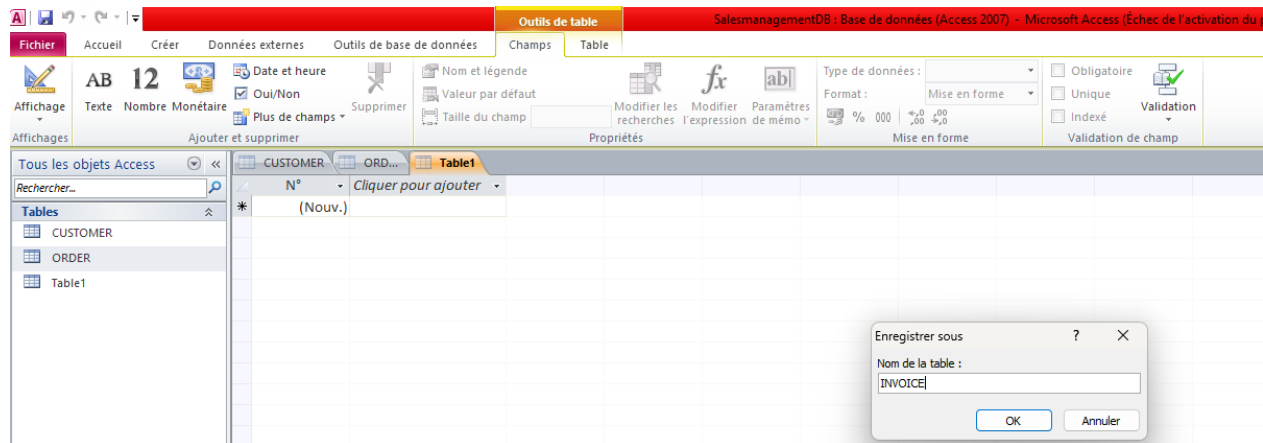 Outils de table
SalesmanagementDB : Base de données (Access 2007) - Microsoft Access (Échec de l'activation du
Fichier Accueil Créer Données externes Outils de base de données Champs Table
Affichage
AB Texte
12 Nombre
Monétaire
Date et heure
Oui/Non
Plus de champs
Supprimer
Nom et légende
Valeur par défaut
Taille du champ
Modifier les recherches
fx Modifier l'expression
ab Paramètres de mémo
Type de données :
Format : Mise en forme
% 000 ,00 ,00
Obligatoire
Unique
Indexé
Validation
Affichages Ajouter et supprimer Propriétés Mise en forme Validation de champ
Tous les objets Access
Rechercher...
Tables
CUSTOMER
ORDER
Table1
CUSTOMER ORD... Table1
N° Cliquer pour ajouter
* (Nouv.)
Enregistrer sous ?
Nom de la table :
INVOICE
OK Annuler